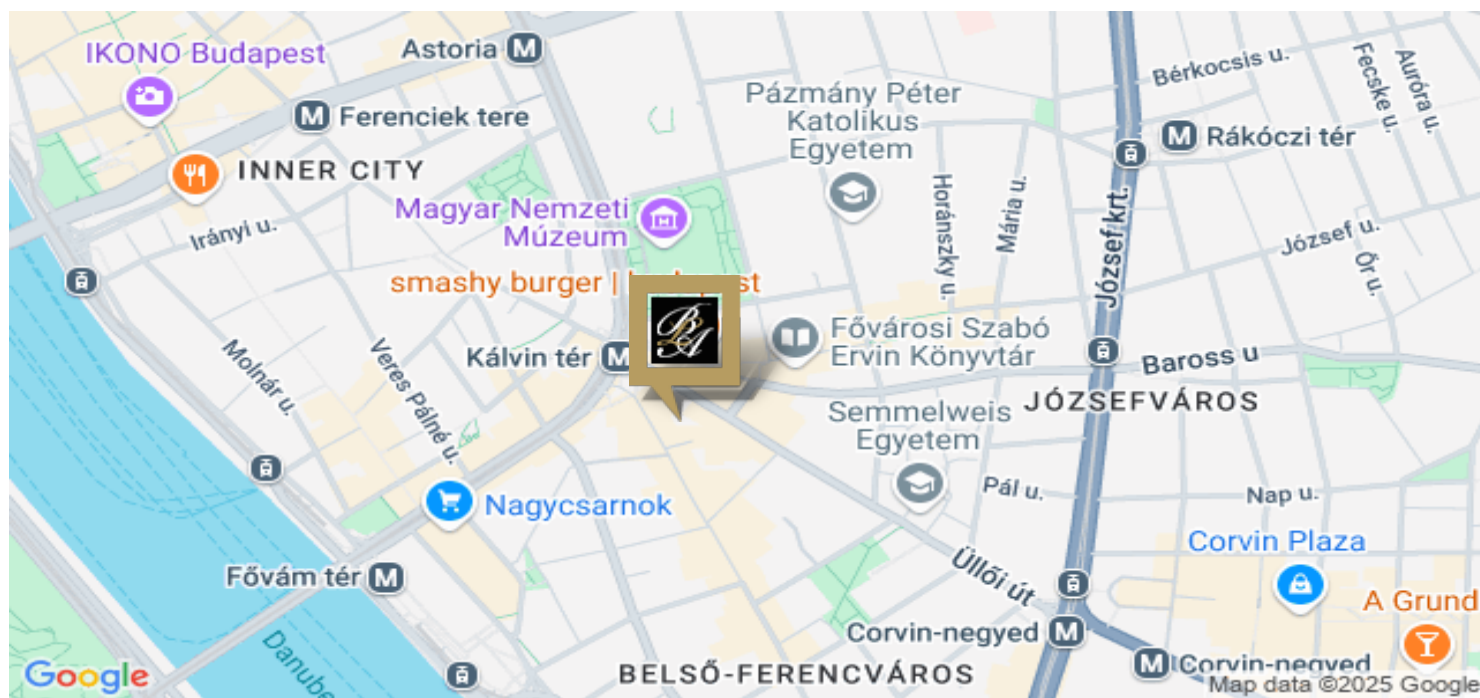 IKONO Budapest
Astoria
M
Bérkocsis u.
Fecske u.
Auróra u.
Pázmány Péter
Katolikus
Egyetem
M
Ferenciek tere
M
Rákóczi tér
INNER CITY
Magyar Nemzeti
Múzeum
Horánszky u.
Mária u.
József krt.
Irányi u.
József u.
Őr u.
smashy burger |
BLA
Fővárosi Szabó
Ervin Könyvtár
Kálvin tér
M
Molnár u.
Veres Pálné u.
Baross u
JÓZSEFVÁROS
Semmelweis
Egyetem
Pál u.
Nap u.
Nagycsarnok
Corvin Plaza
Üllői út
Fővám tér
M
A Grund
Corvin-negyed
M
M
Corvin-negyed
Danube
BELSŐ-FERENCVÁROS
Google
Map data ©2025 Google